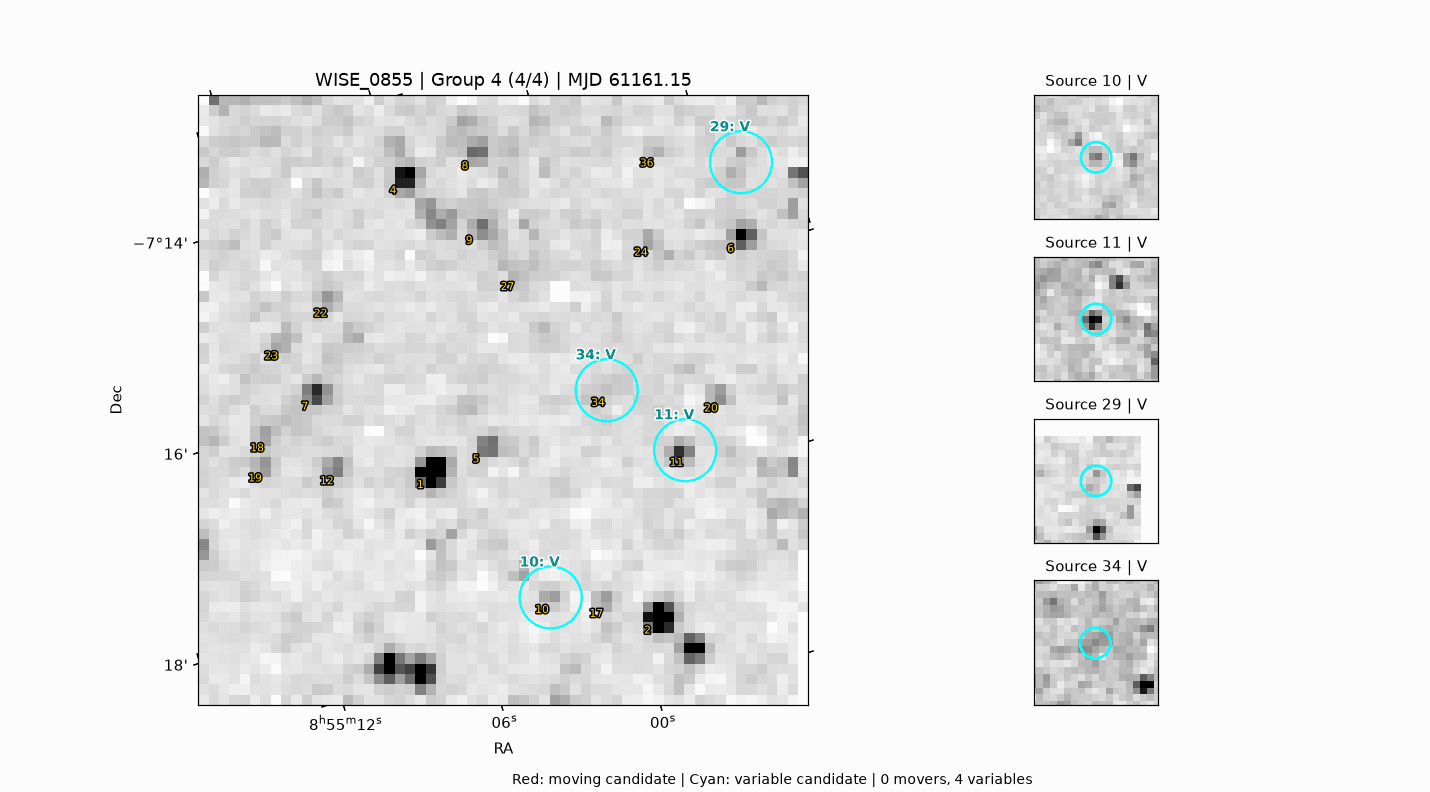 WISE_0855 | Group 4 (4/4) | MJD 61161.15
29: V
8
36
4
9
24
6
−7°14'
27
22
23
34: V
34
7
20
11: V
18
5
11
16'
19
12
1
10: V
10
17
2
18'
8ʰ55ᵐ12ˢ
06ˢ
00ˢ
RA
Dec
Source 10 | V
Source 11 | V
Source 29 | V
Source 34 | V
Red: moving candidate | Cyan: variable candidate | 0 movers, 4 variables